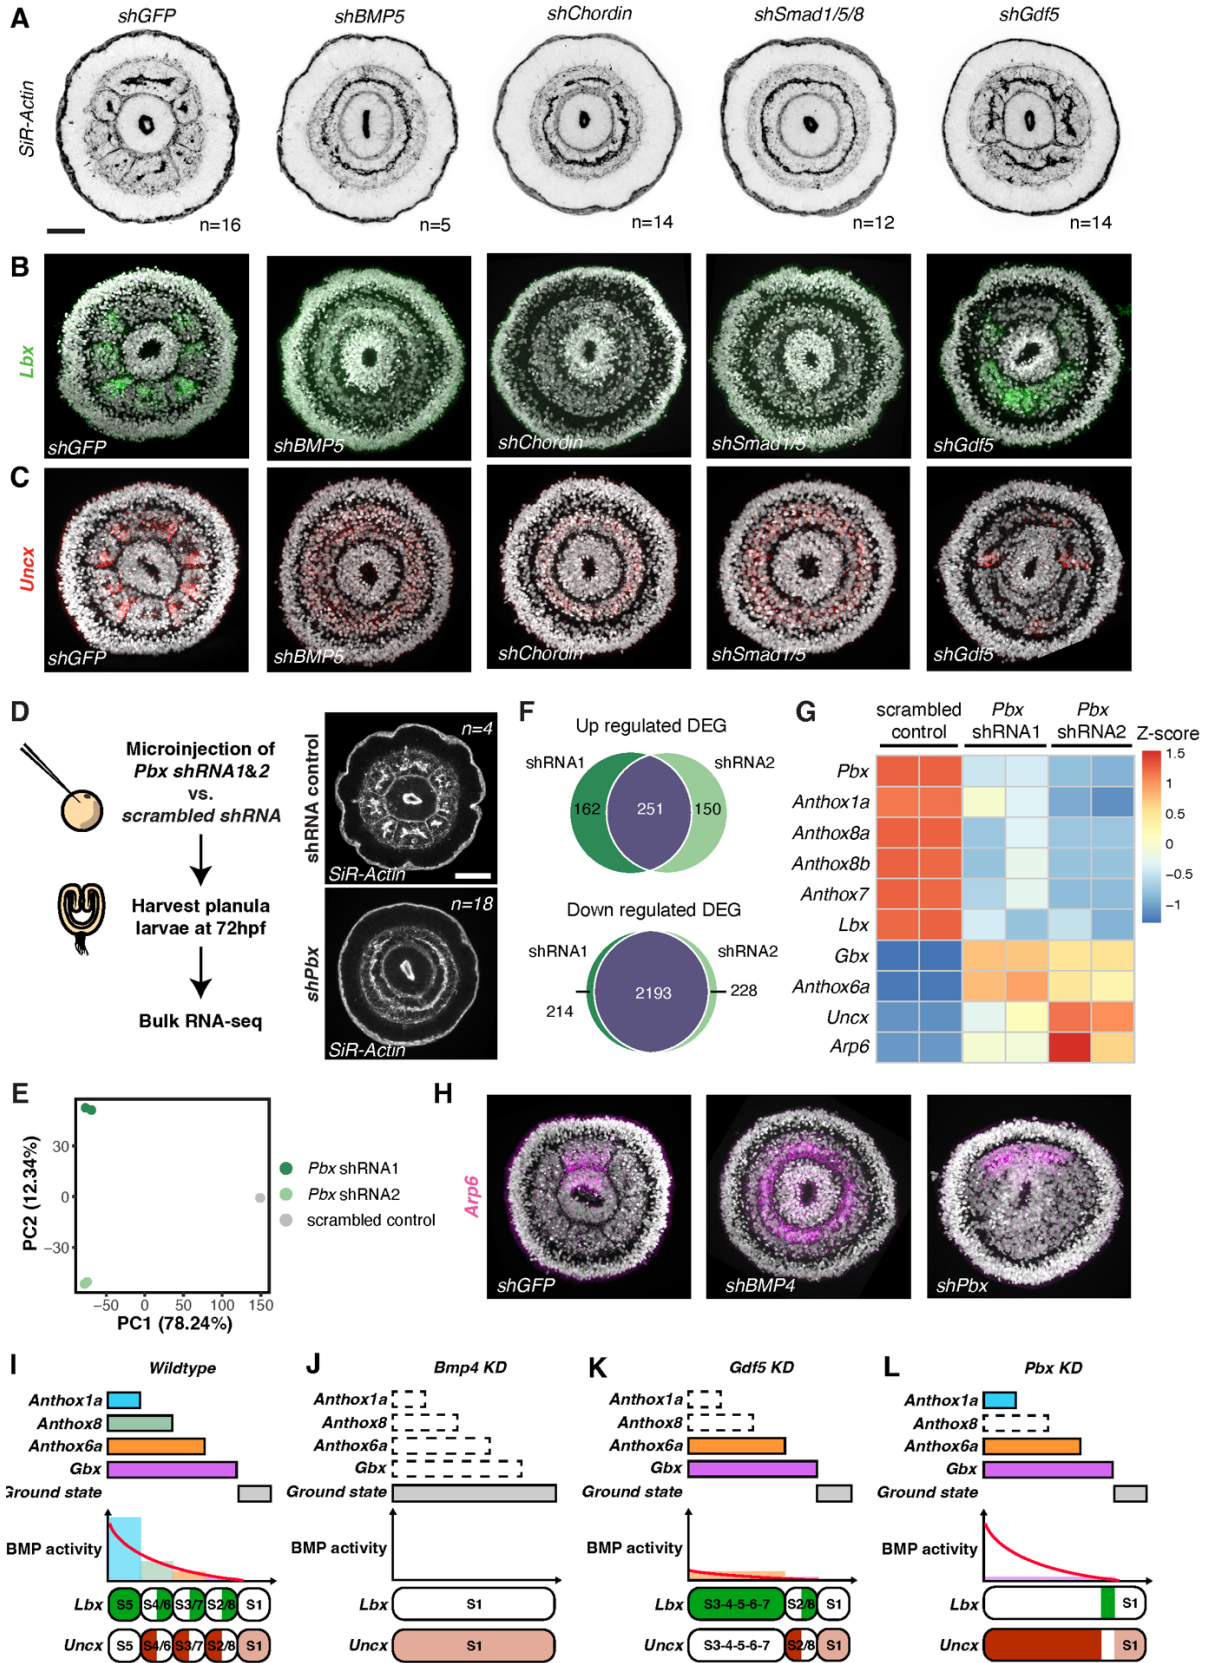 A
shGFP
shBMP5
shChordin
shSmad1/5/8
shGdf5
SiR-Actin
n=16
n=5
n=14
n=12
n=14
B
Lbx
shGFP
shBMP5
shChordin
shSmad1/5
shGdf5
C
Uncx
shGFP
shBMP5
shChordin
shSmad1/5
shGdf5
D
Microinjection of
Pbx shRNA1&2
vs.
scrambled shRNA
Harvest planula
larvae at 72hpf
Bulk RNA-seq
shRNA control
n=4
SiR-Actin
shPbx
n=18
SiR-Actin
F
Up regulated DEG
shRNA1
shRNA2
162
251
150
Down regulated DEG
shRNA1
shRNA2
214
2193
228
G
scrambled
control
Pbx
shRNA1
Pbx
shRNA2
Z-score
Pbx
Anthox1a
Anthox8a
Anthox8b
Anthox7
Lbx
Gbx
Anthox6a
Uncx
Arp6
1.5
1
0.5
0
−0.5
−1
E
PC2 (12.34%)
30
0
−30
−50
0
50
100
150
PC1 (78.24%)
Pbx shRNA1
Pbx shRNA2
scrambled control
H
Arp6
shGFP
shBMP4
shPbx
I
Wildtype
Anthox1a
Anthox8
Anthox6a
Gbx
Ground state
BMP activity
Lbx
S5
S4/6
S3/7
S2/8
S1
Uncx
S5
S4/6
S3/7
S2/8
S1
J
Bmp4 KD
Anthox1a
Anthox8
Anthox6a
Gbx
Ground state
BMP activity
Lbx
S1
Uncx
S1
K
Gdf5 KD
Anthox1a
Anthox8
Anthox6a
Gbx
Ground state
BMP activity
Lbx
S3-4-5-6-7
S2/8
S1
Uncx
S3-4-5-6-7
S2/8
S1
L
Pbx KD
Anthox1a
Anthox8
Anthox6a
Gbx
Ground state
BMP activity
Lbx
S1
Uncx
S1